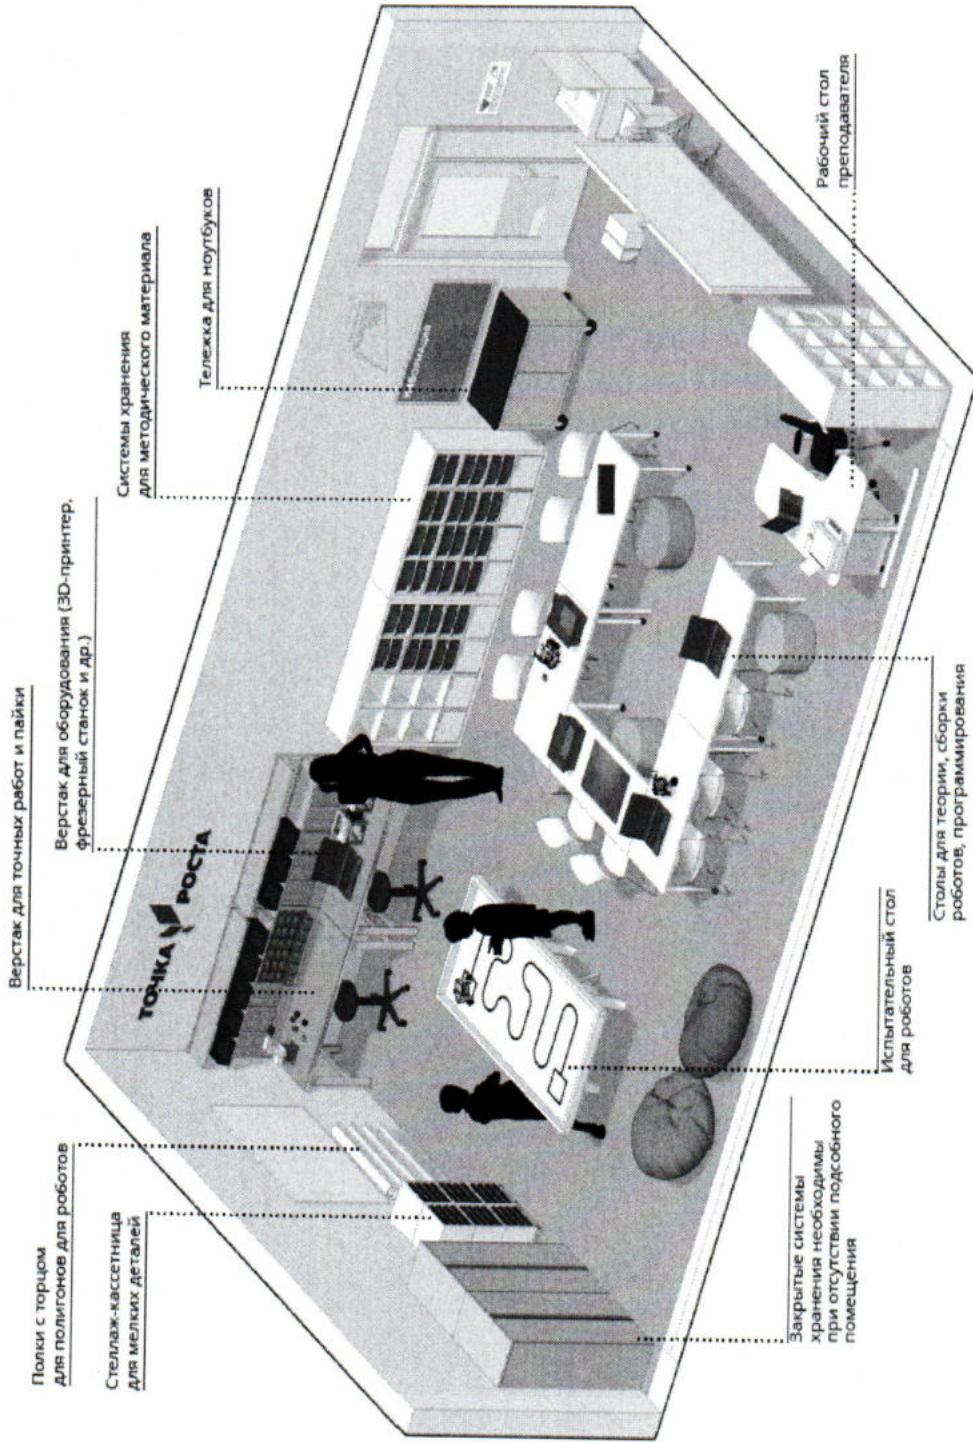 Полки с торцом
для полигонов для роботов
Стеллаж-кассетница
для мелких деталей
Верстак для точных работ и пайки
Верстак для оборудования (3D-принтер,
фрезерный станок и др.)
Системы хранения
для методического материала
Тележка для ноутбуков
ТОЧКА РОСТА
Закрытые системы
хранения необходимы
при отсутствии подсобного
помещения
Испытательный стол
для роботов
Столы для теории, сборки
роботов, программирования
Рабочий стол
преподавателя